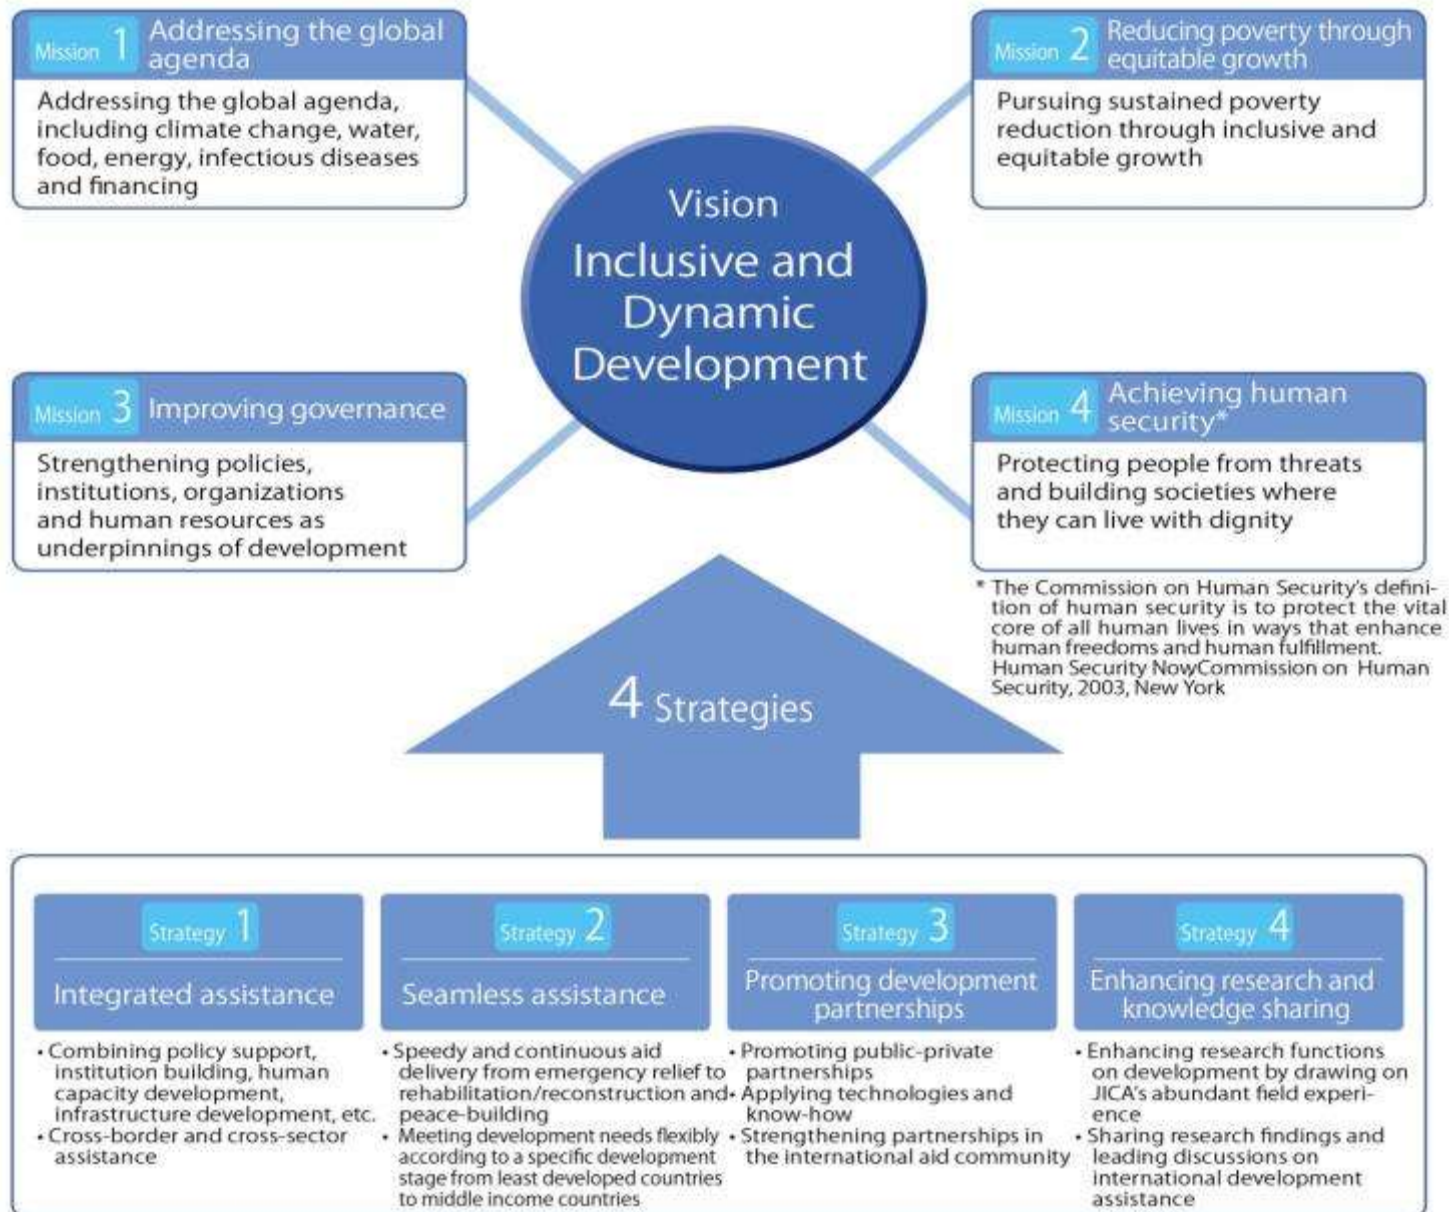 Mission 1 Addressing the global
agenda
Addressing the global agenda,
including climate change, water,
food, energy, infectious diseases
and financing
Mission 2 Reducing poverty through
equitable growth
Pursuing sustained poverty
reduction through inclusive and
equitable growth
Vision
Inclusive and
Dynamic
Development
Mission 3 Improving governance
Strengthening policies,
institutions, organizations
and human resources as
underpinnings of development
Mission 4 Achieving human
security*
Protecting people from threats
and building societies where
they can live with dignity
* The Commission on Human Security's defini-
tion of human security is to protect the vital
core of all human lives in ways that enhance
human freedoms and human fulfillment.
Human Security NowCommission on Human
Security, 2003, New York
4 Strategies
Strategy 1
Integrated assistance
• Combining policy support,
institution building, human
capacity development,
infrastructure development, etc.
• Cross-border and cross-sector
assistance
Strategy 2
Seamless assistance
• Speedy and continuous aid
delivery from emergency relief to
rehabilitation/reconstruction and
peace-building
• Meeting development needs flexibly
according to a specific development
stage from least developed countries
to middle income countries
Strategy 3
Promoting development
partnerships
• Promoting public-private
partnerships
• Applying technologies and
know-how
• Strengthening partnerships in
the international aid community
Strategy 4
Enhancing research and
knowledge sharing
• Enhancing research functions
on development by drawing on
JICA's abundant field experi-
ence
• Sharing research findings and
leading discussions on
international development
assistance